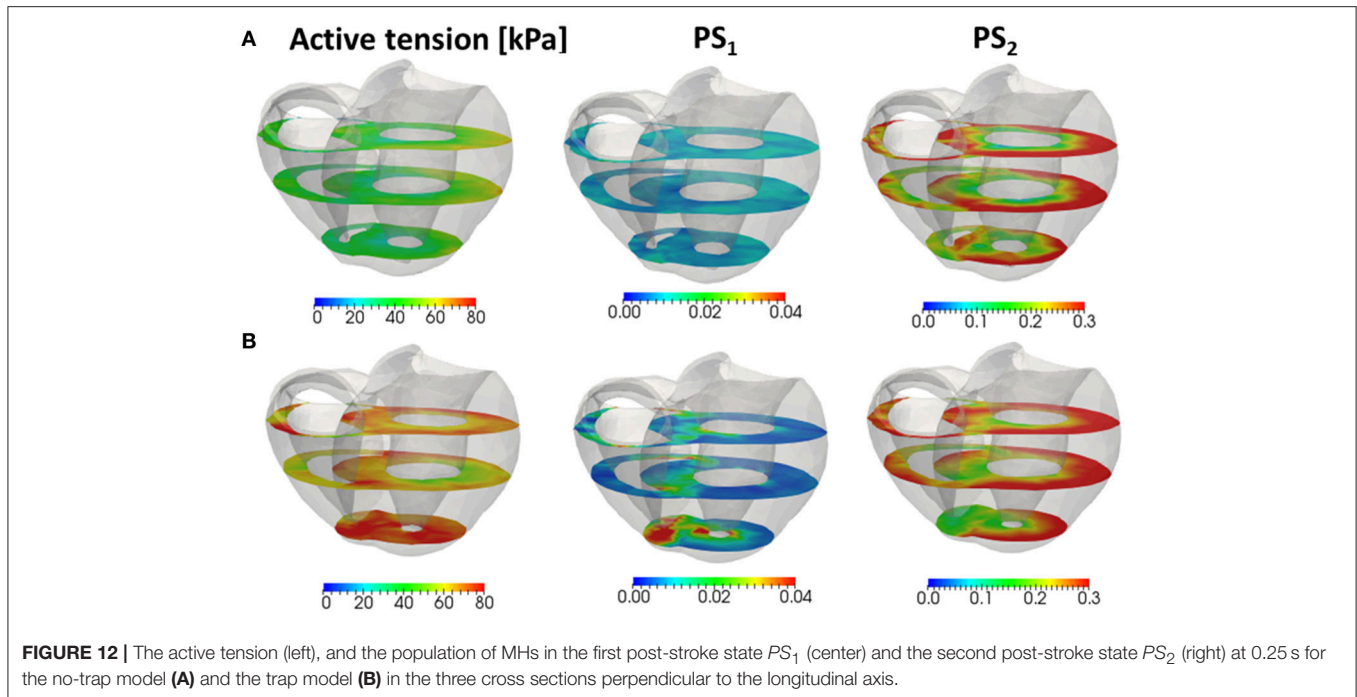 A Active tension [kPa] PS₁ PS₂
0 20 40 60 80 0.00 0.02 0.04 0.0 0.1 0.2 0.3
B
0 20 40 60 80 0.00 0.02 0.04 0.0 0.1 0.2 0.3
FIGURE 12 | The active tension (left), and the population of MHs in the first post-stroke state PS₁ (center) and the second post-stroke state PS₂ (right) at 0.25 s for
the no-trap model (A) and the trap model (B) in the three cross sections perpendicular to the longitudinal axis.